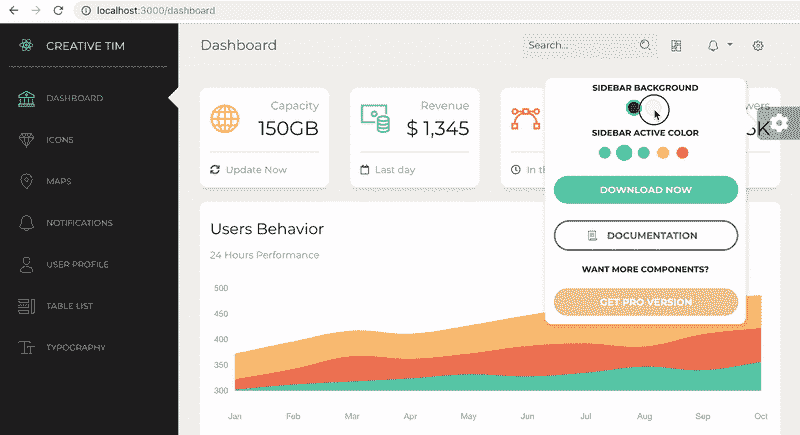 localhost:3000/dashboard
CREATIVE TIM
DASHBOARD
ICONS
MAPS
NOTIFICATIONS
USER PROFILE
TABLE LIST
TYPOGRAPHY
Dashboard
Search...
Capacity
150GB
Update Now
Revenue
$ 1,345
Last day
In th
wers
5K
SIDEBAR BACKGROUND
SIDEBAR ACTIVE COLOR
DOWNLOAD NOW
DOCUMENTATION
WANT MORE COMPONENTS?
GET PRO VERSION
Users Behavior
24 Hours Performance
500
450
400
350
300
Jan Feb Mar Apr May Jun Jul Aug Sep Oct